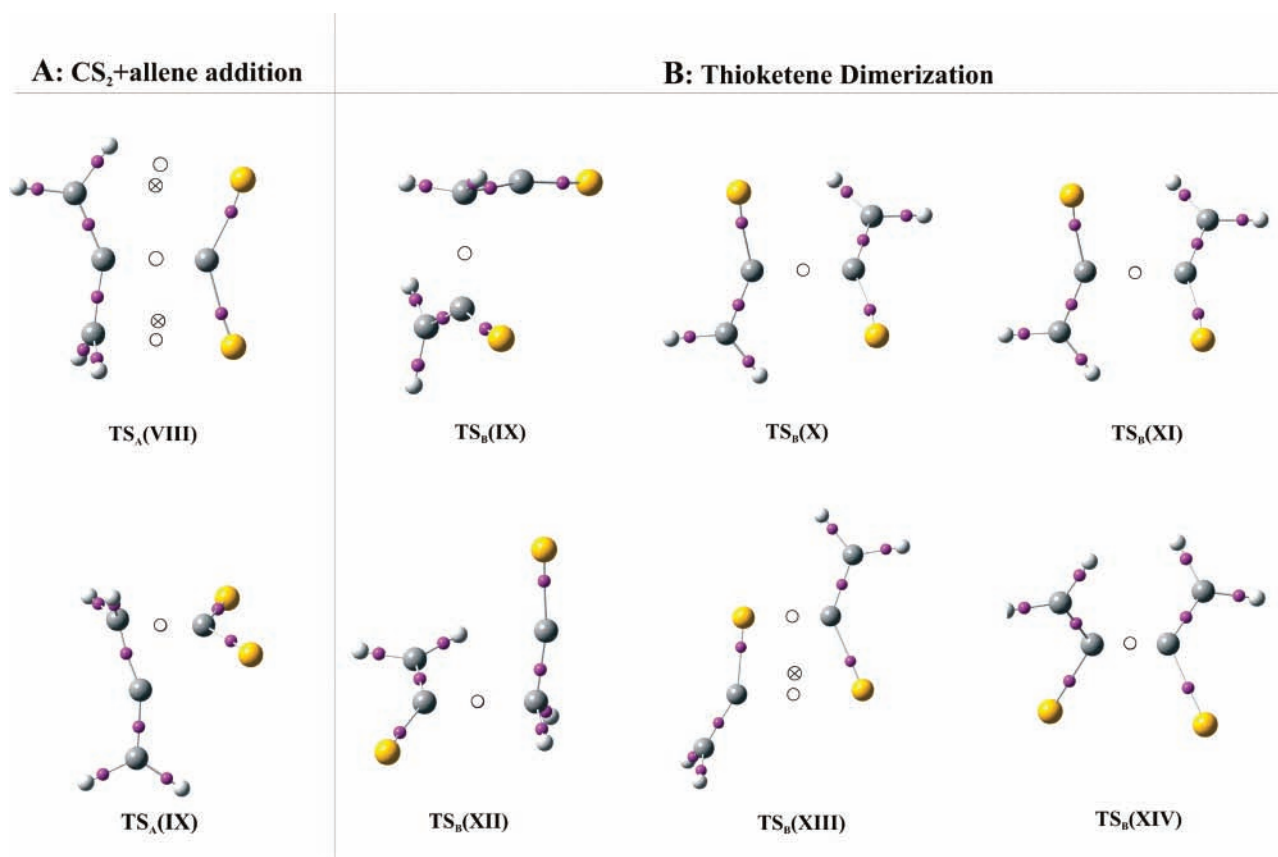 A: CS₂+allene addition
B: Thioketene Dimerization
TS_A(VIII)
TS_B(IX)
TS_B(X)
TS_B(XI)
TS_A(IX)
TS_B(XII)
TS_B(XIII)
TS_B(XIV)